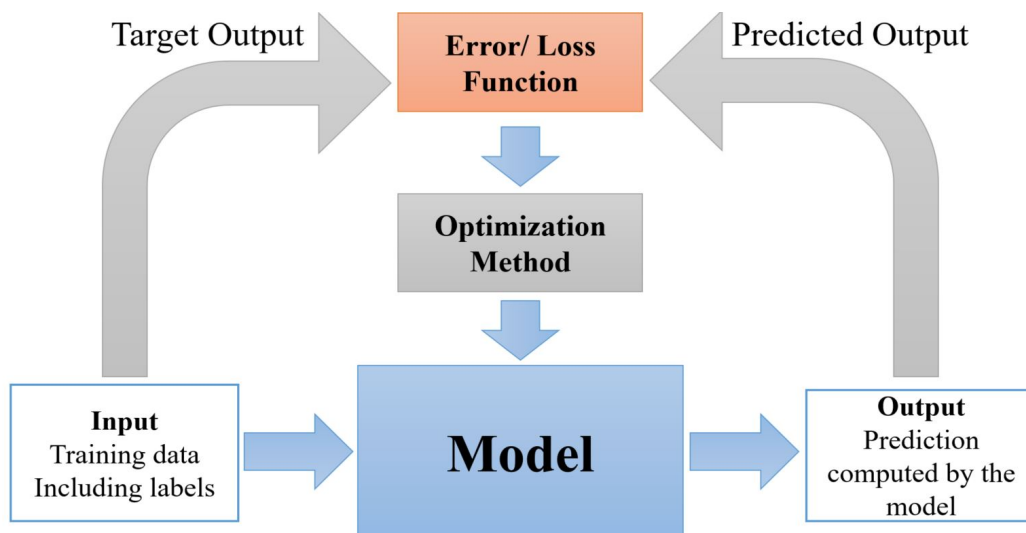 Target Output
Error/ Loss
Function
Predicted Output
Optimization
Method
Input
Training data
Including labels
Model
Output
Prediction
computed by the
model